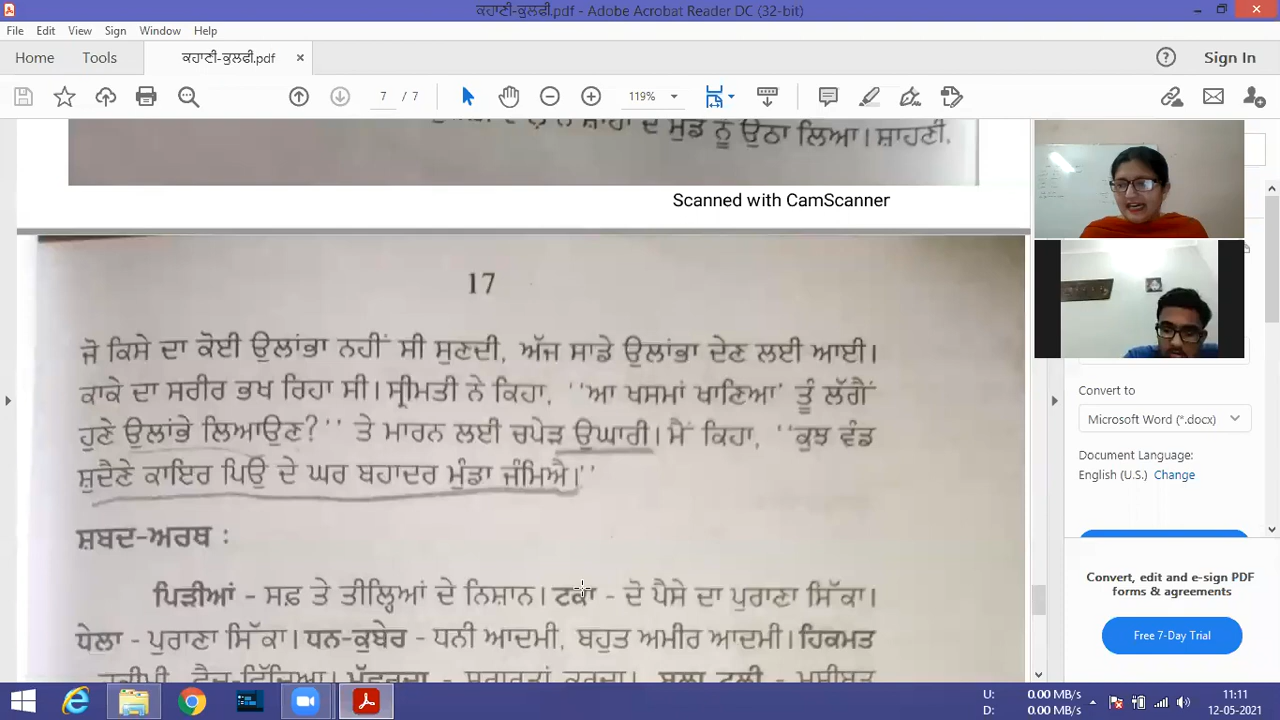 ਕਹਾਣੀ-ਕੁਲਫੀ.pdf - Adobe Acrobat Reader DC (32-bit)
File Edit View Sign Window Help
Home Tools ਕਹਾਣੀ-ਕੁਲਫੀ.pdf × Sign In
7 / 7 119%
ਨੇ ਸ਼ਾਹਾਂ ਦੇ ਮੁੰਡੇ ਨੂੰ ਉਠਾ ਲਿਆ। ਸ਼ਾਹਣੀ,
Scanned with CamScanner
17
ਜੋ ਕਿਸੇ ਦਾ ਕੋਈ ਉਲਾਂਭਾ ਨਹੀਂ ਸੀ ਸੁਣਦੀ, ਅੱਜ ਸਾਡੇ ਉਲਾਂਭਾ ਦੇਣ ਲਈ ਆਈ।
ਕਾਕੇ ਦਾ ਸਰੀਰ ਭਖ ਰਿਹਾ ਸੀ। ਸ੍ਰੀਮਤੀ ਨੇ ਕਿਹਾ, ''ਆ ਖਸਮਾਂ ਖਾਣਿਆ' ਤੂੰ ਲੱਗੈਂ
ਹੁਣੇ ਉਲਾਂਭੇ ਲਿਆਉਣ?'' ਤੇ ਮਾਰਨ ਲਈ ਚਪੇੜ ਉਘਾਰੀ। ਮੈਂ ਕਿਹਾ, ''ਕੁਝ ਵੰਡ
ਸ਼ੁਦੈਣੇ ਕਾਇਰ ਪਿਓ ਦੇ ਘਰ ਬਹਾਦਰ ਮੁੰਡਾ ਜੰਮਿਐ।''
ਸ਼ਬਦ-ਅਰਥ :
ਪਿੜੀਆਂ - ਸਫ਼ ਤੇ ਤੀਲ੍ਹਿਆਂ ਦੇ ਨਿਸ਼ਾਨ। ਟਕਾ - ਦੋ ਪੈਸੇ ਦਾ ਪੁਰਾਣਾ ਸਿੱਕਾ।
ਧੇਲਾ - ਪੁਰਾਣਾ ਸਿੱਕਾ। ਧਨ-ਕੁਬੇਰ - ਧਨੀ ਆਦਮੀ, ਬਹੁਤ ਅਮੀਰ ਆਦਮੀ। ਹਿਕਮਤ
Convert to
Microsoft Word (*.docx)
Document Language:
English (U.S.) Change
Convert, edit and e-sign PDF
forms & agreements
Free 7-Day Trial
U: 0.00 MB/s
D: 0.00 MB/s
11:11
12-05-2021